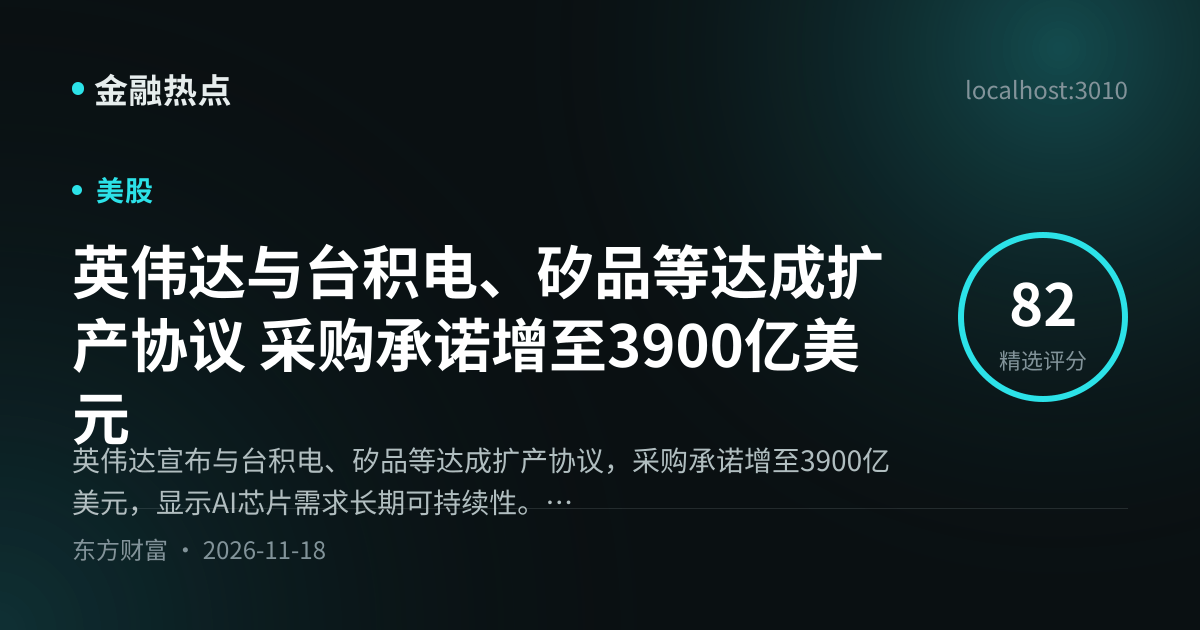 金融热点
localhost:3010
美股
英伟达与台积电、矽品等达成扩
产协议 采购承诺增至3900亿美
元
82
精选评分
英伟达宣布与台积电、矽品等达成扩产协议，采购承诺增至3900亿
美元，显示AI芯片需求长期可持续性。…
东方财富 · 2026-11-18